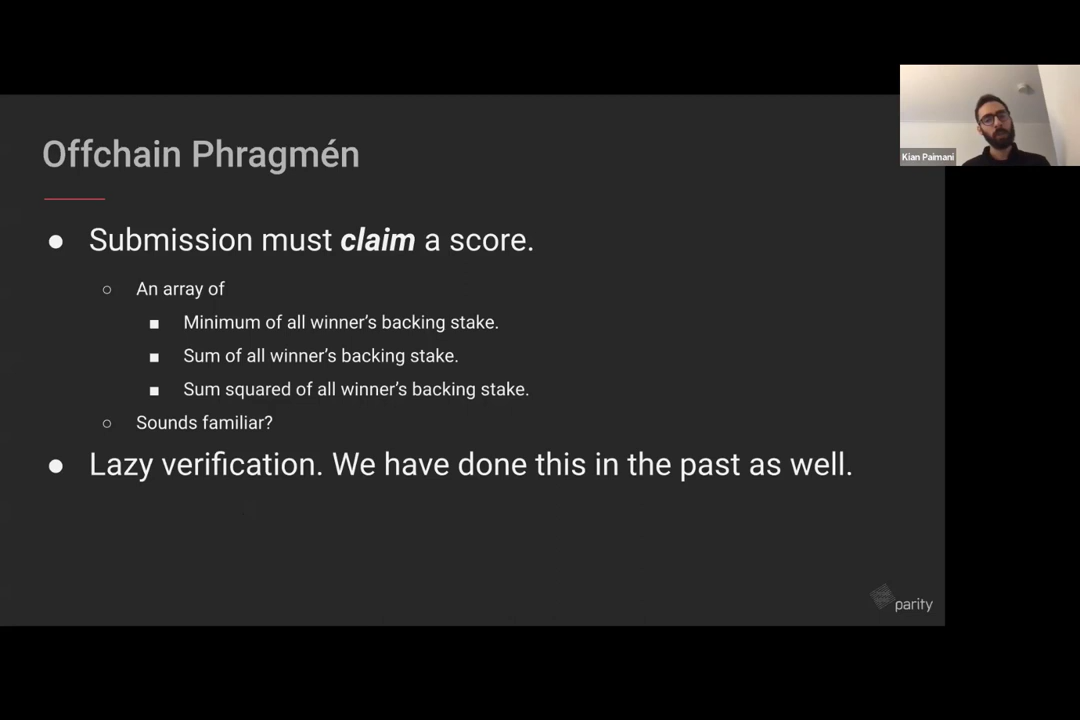 Offchain Phragmén
Kian Paimani
● Submission must claim a score.
○ An array of
■ Minimum of all winner's backing stake.
■ Sum of all winner's backing stake.
■ Sum squared of all winner's backing stake.
○ Sounds familiar?
● Lazy verification. We have done this in the past as well.
parity